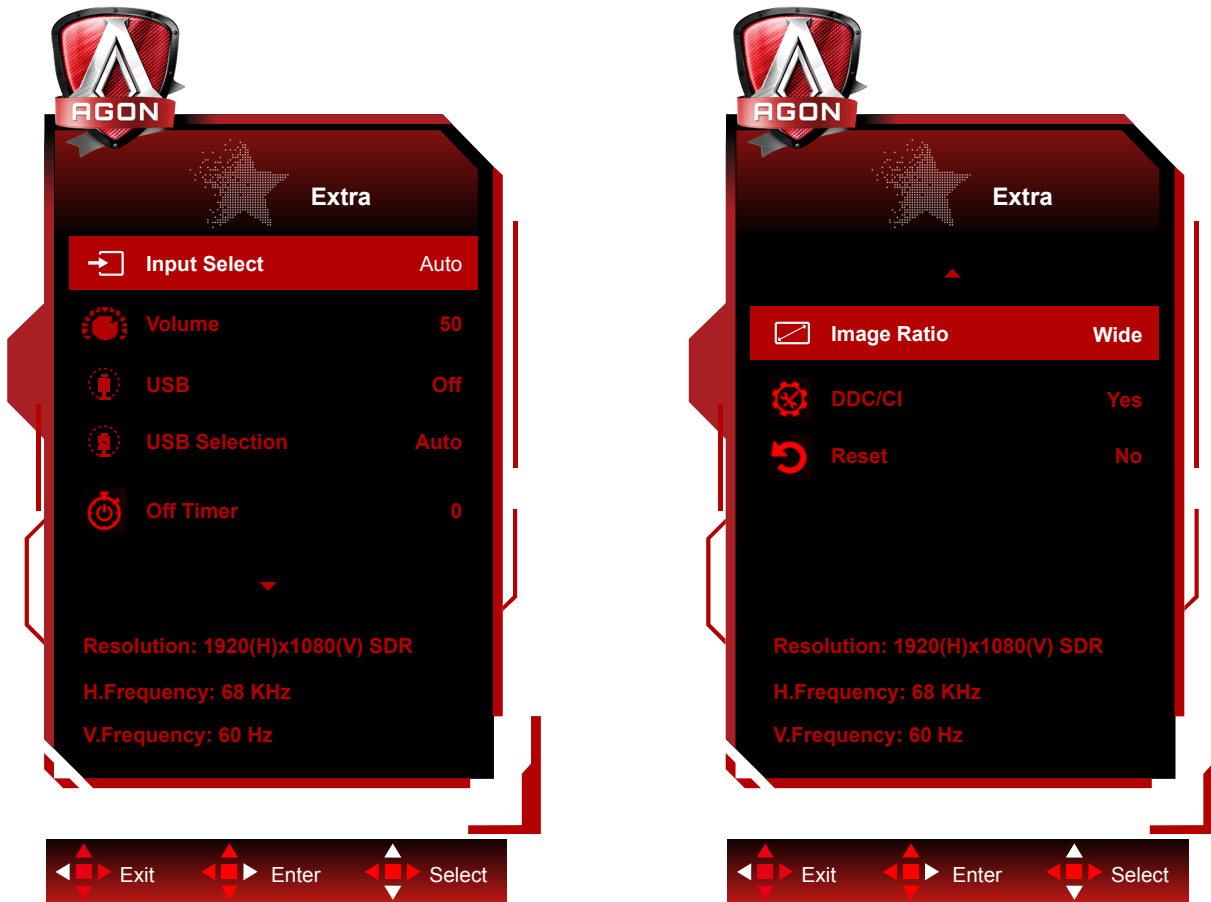 AGON
Extra
Input Select Auto
Volume 50
USB Off
USB Selection Auto
Off Timer 0
Resolution: 1920(H)x1080(V) SDR
H.Frequency: 68 KHz
V.Frequency: 60 Hz
Exit Enter Select
AGON
Extra
Image Ratio Wide
DDC/CI Yes
Reset No
Resolution: 1920(H)x1080(V) SDR
H.Frequency: 68 KHz
V.Frequency: 60 Hz
Exit Enter Select